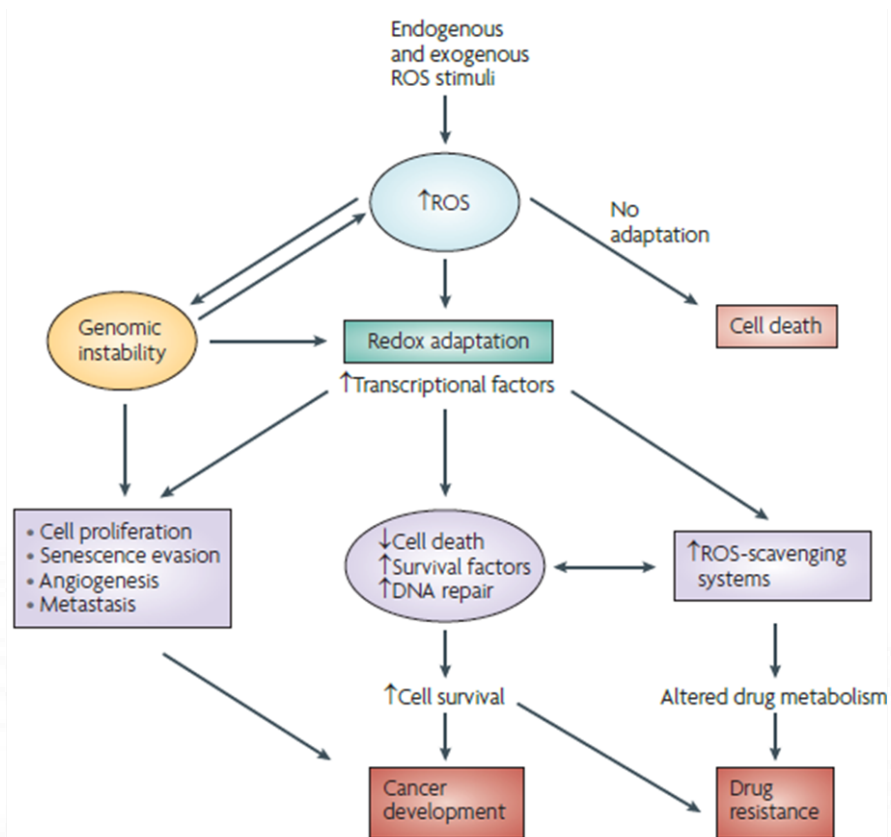 Endogenous
and exogenous
ROS stimuli
↑ROS
No
adaptation
Genomic
instability
Redox adaptation
Cell death
↑Transcriptional factors
• Cell proliferation
• Senescence evasion
• Angiogenesis
• Metastasis
↓Cell death
↑Survival factors
↑DNA repair
↑ROS-scavenging
systems
↑Cell survival
Altered drug metabolism
Cancer
development
Drug
resistance